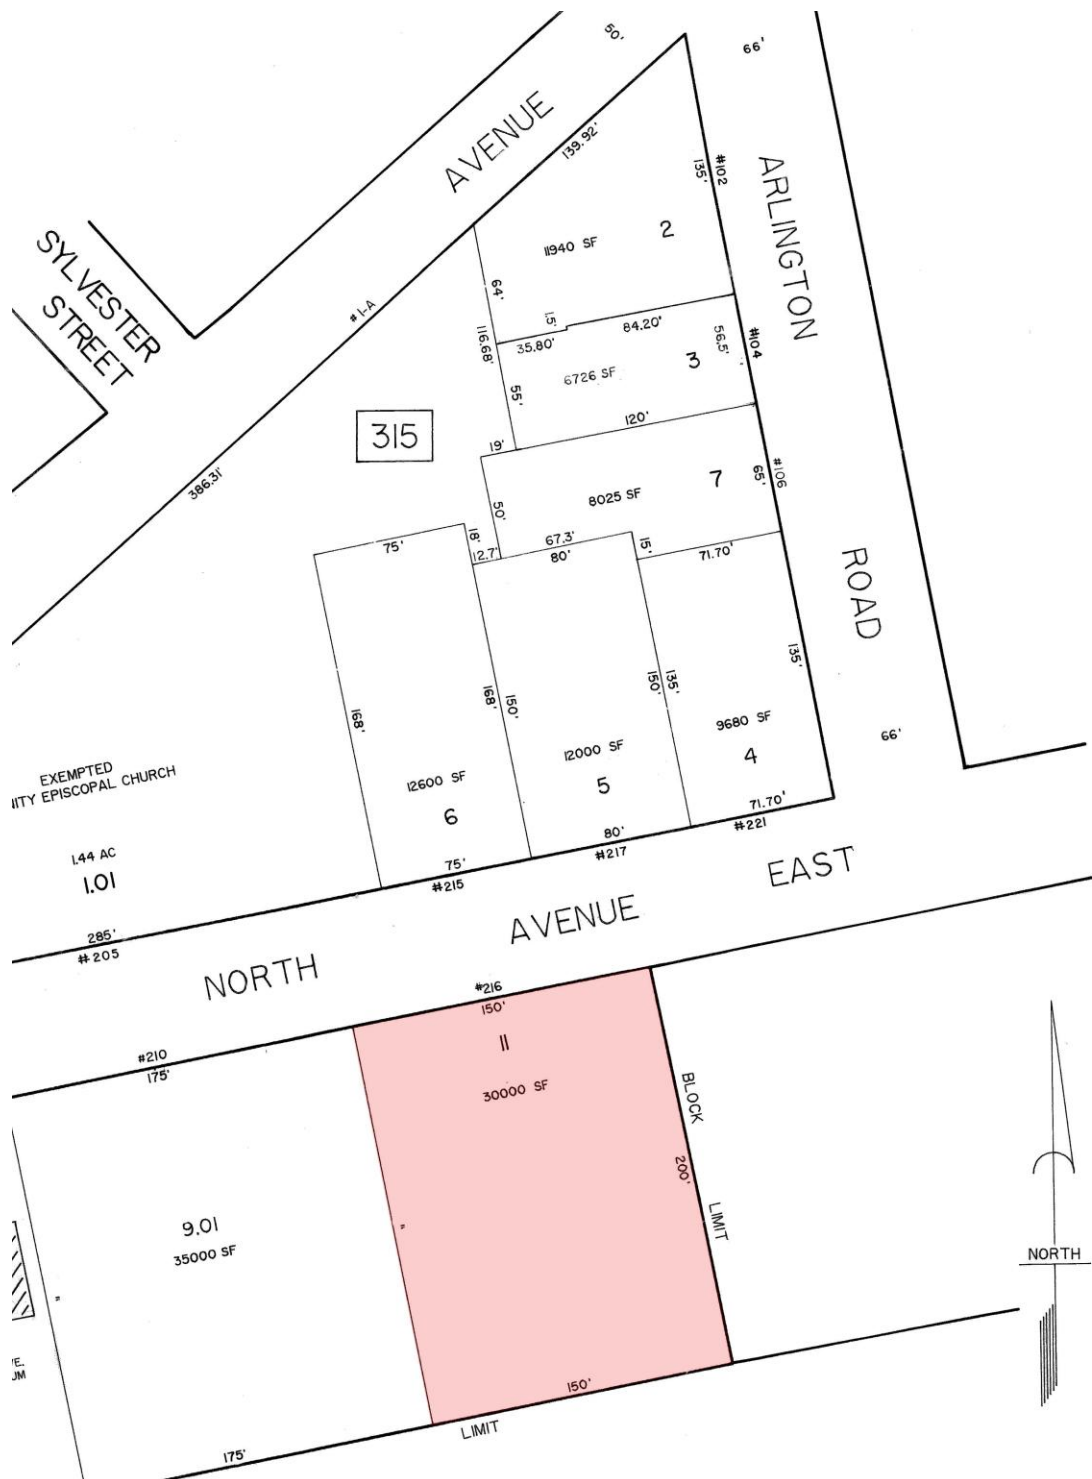 50'
66'
AVENUE
139.92'
#102
135'
ARLINGTON
SYLVESTER
STREET
11940 SF
2
64'
# 1-A
1.5'
84.20'
116.68'
35.80'
56.5'
#104
6726 SF
3
55'
120'
315
19'
386.31'
#106
65'
7
8025 SF
50'
18'
75'
12.7'
67.3'
80'
15'
71.70'
ROAD
135'
168'
168'
150'
150'
135'
9680 SF
66'
4
12000 SF
5
EXEMPTED
ITY EPISCOPAL CHURCH
12600 SF
6
71.70'
#221
80'
#217
1.44 AC
1.01
75'
#215
EAST
285'
#205
AVENUE
NORTH
#216
150'
11
#210
175'
30000 SF
BLOCK
200'
LIMIT
9.01
35000 SF
"
NORTH
"
VE.
UM
150'
LIMIT
175'